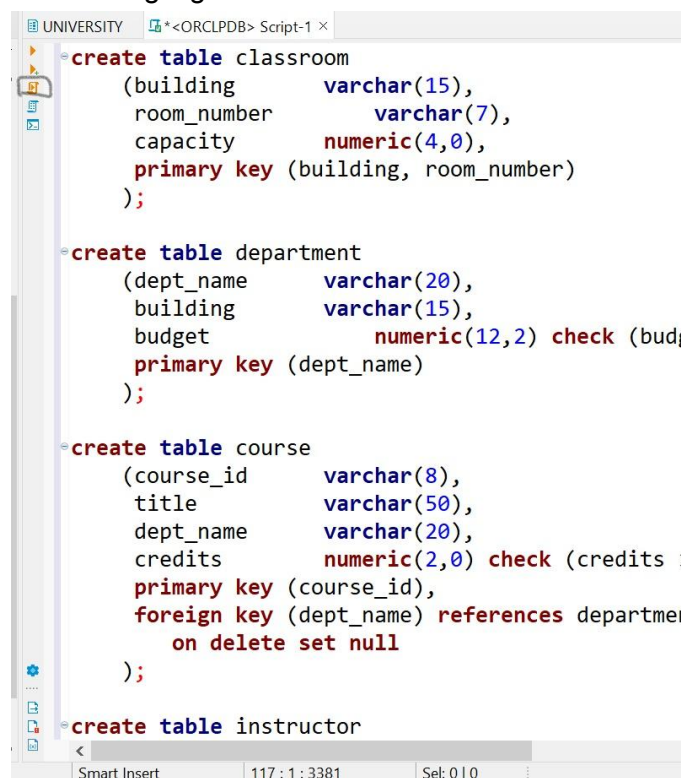 UNIVERSITY *<ORCLPDB> Script-1 ×
create table classroom
(building varchar(15),
room_number varchar(7),
capacity numeric(4,0),
primary key (building, room_number)
);
create table department
(dept_name varchar(20),
building varchar(15),
budget numeric(12,2) check (
primary key (dept_name)
);
create table course
(course_id varchar(8),
title varchar(50),
dept_name varchar(20),
credits numeric(2,0) check (credits
primary key (course_id),
foreign key (dept_name) references
on delete set null
);
create table instructor
Smart Insert 117 : 1 : 3381 Sel: 0 | 0